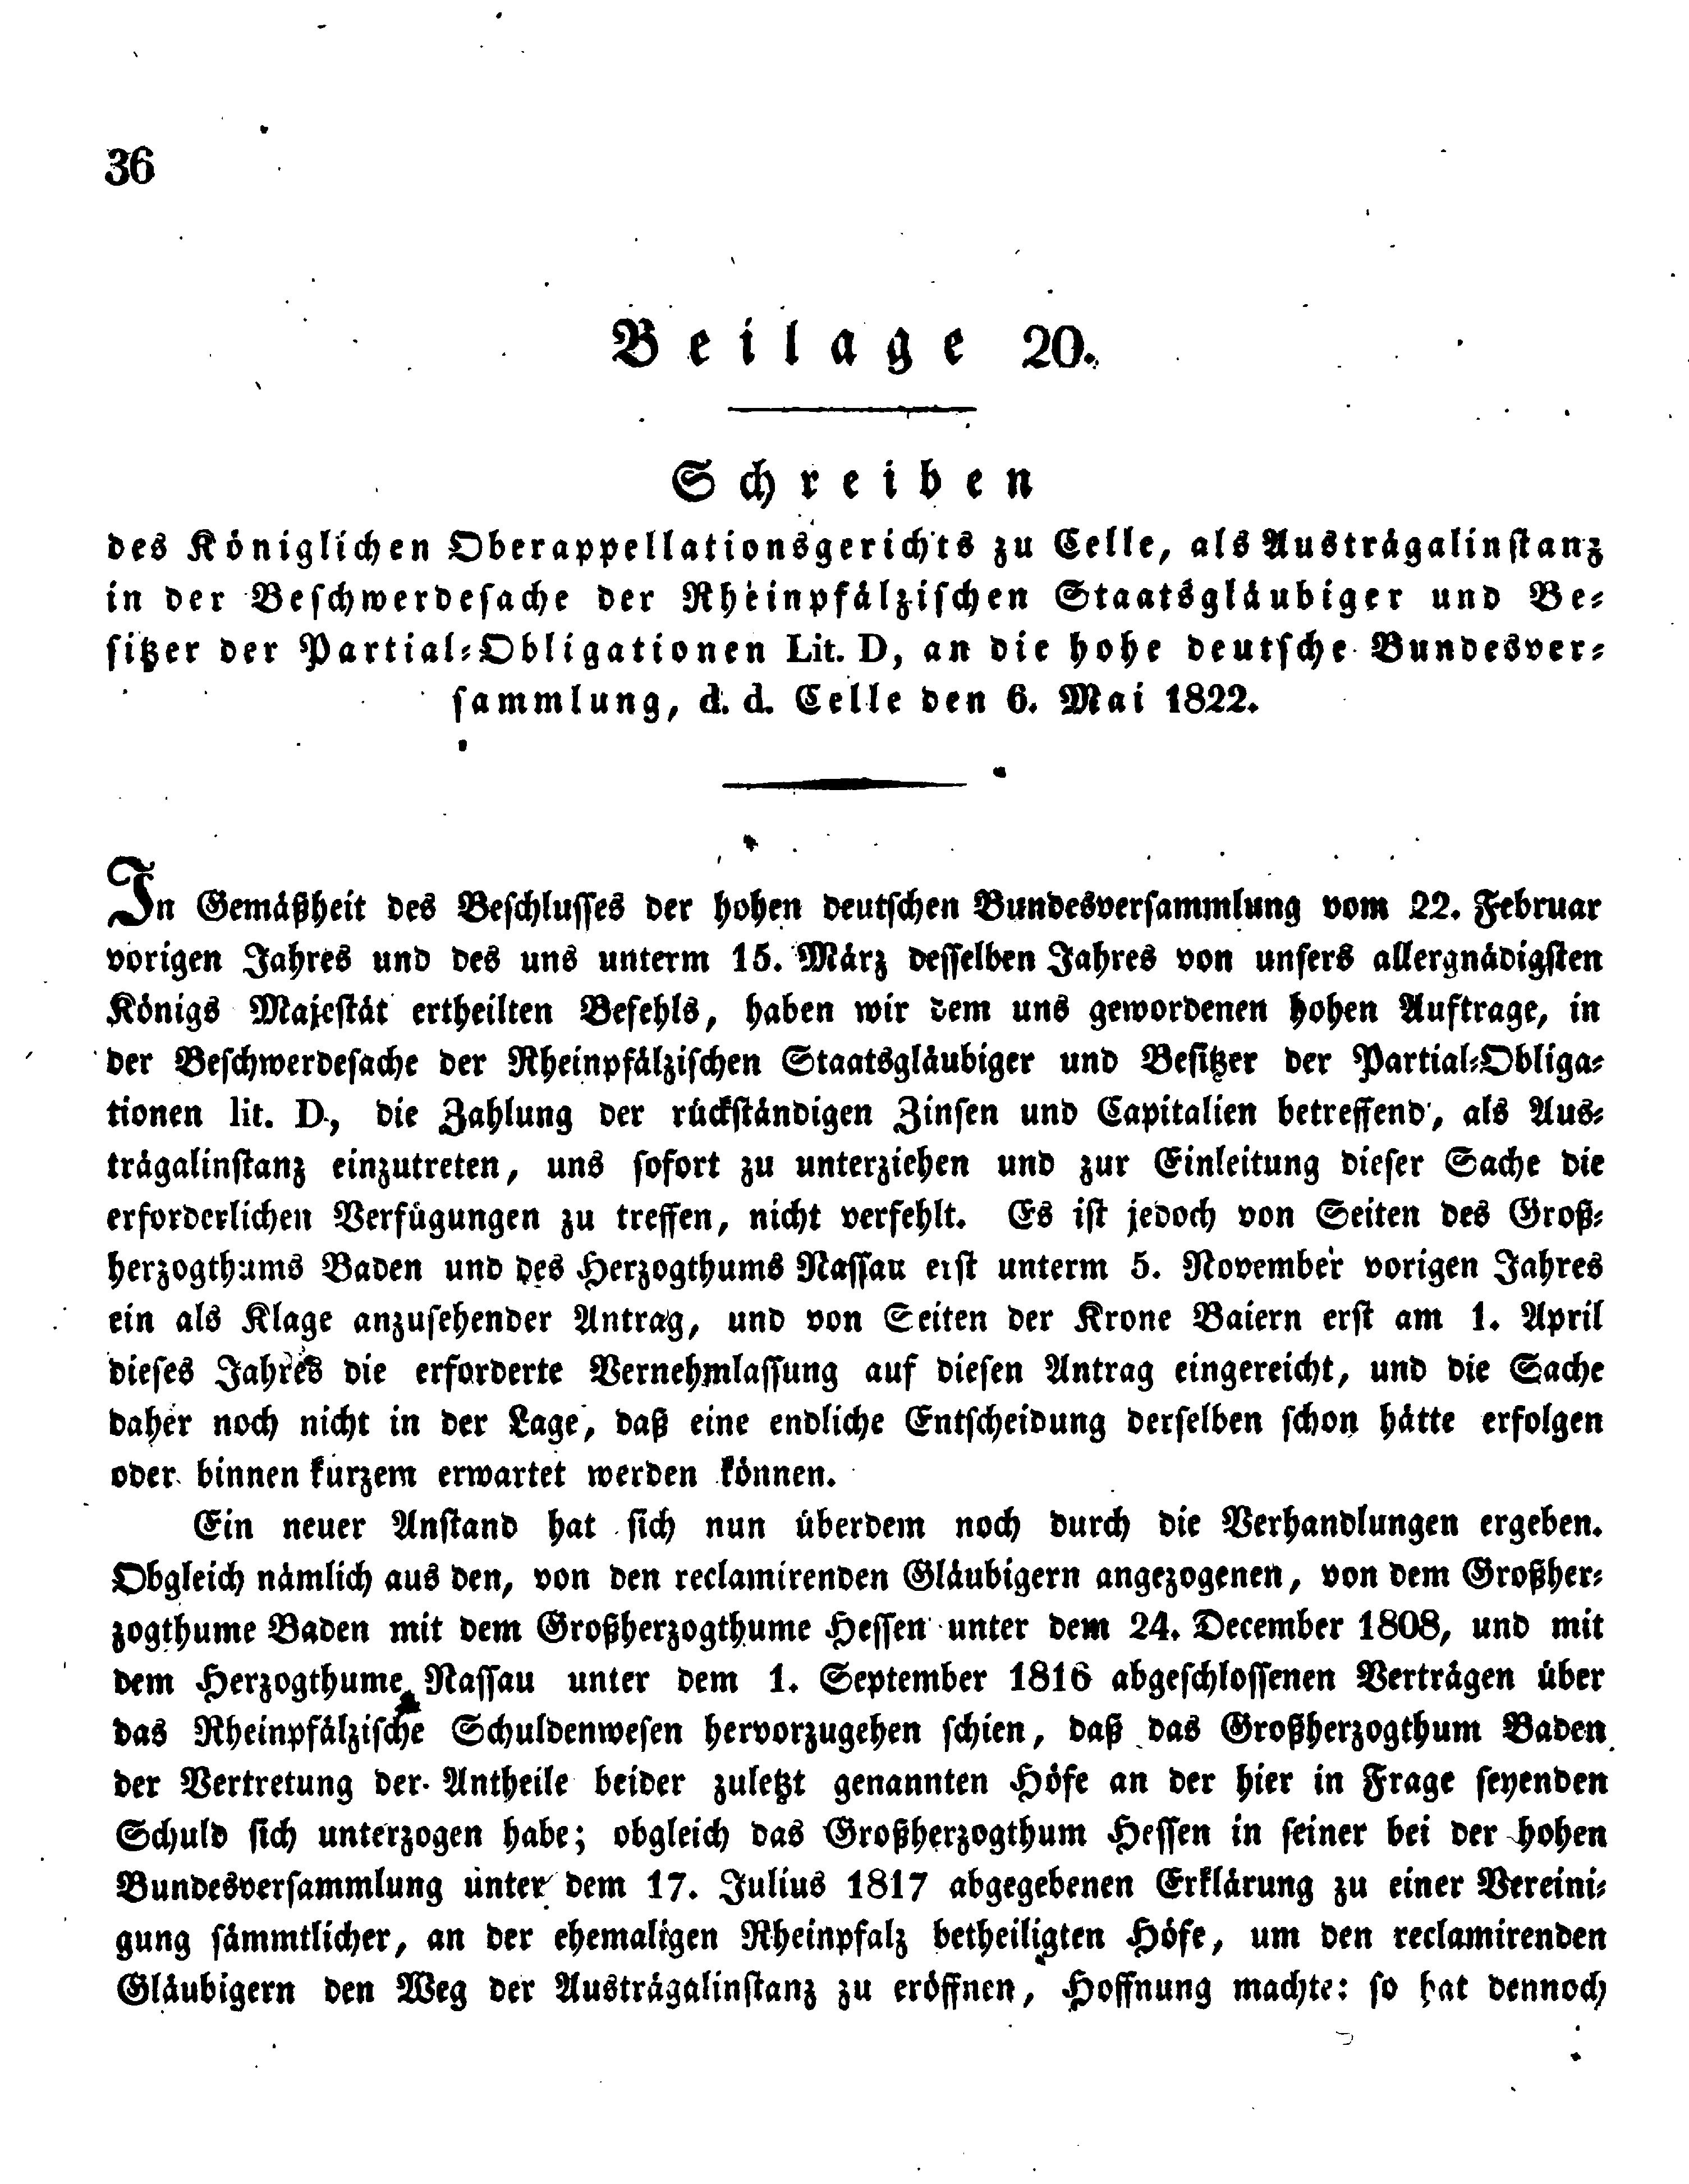 36
Beilage 20.
Schreiben
des Königlichen Oberappellationsgerichts zu Celle, als Austrägalinstanz
in der Beschwerdesache der Rheinpfälzischen Staatsgläubiger und Be-
sitzer der Partial-Obligationen Lit. D, an die hohe deutsche Bundesver-
sammlung, d. d. Celle den 6. Mai 1822.
In Gemäßheit des Beschlusses der hohen deutschen Bundesversammlung vom 22. Februar
vorigen Jahres und des uns unterm 15. März desselben Jahres von unsers allergnädigsten
Königs Majestät ertheilten Befehls, haben wir dem uns gewordenen hohen Auftrage, in
der Beschwerdesache der Rheinpfälzischen Staatsgläubiger und Besitzer der Partial-Obliga-
tionen lit. D., die Zahlung der rückständigen Zinsen und Capitalien betreffend, als Aus-
trägalinstanz einzutreten, uns sofort zu unterziehen und zur Einleitung dieser Sache die
erforderlichen Verfügungen zu treffen, nicht verfehlt. Es ist jedoch von Seiten des Groß-
herzogthums Baden und des Herzogthums Nassau erst unterm 5. November vorigen Jahres
ein als Klage anzusehender Antrag, und von Seiten der Krone Baiern erst am 1. April
dieses Jahres die erforderte Vernehmlassung auf diesen Antrag eingereicht, und die Sache
daher noch nicht in der Lage, daß eine endliche Entscheidung derselben schon hätte erfolgen
oder binnen kurzem erwartet werden können.
Ein neuer Anstand hat sich nun überdem noch durch die Verhandlungen ergeben.
Obgleich nämlich aus den, von den reclamirenden Gläubigern angezogenen, von dem Großher-
zogthume Baden mit dem Großherzogthume Hessen unter dem 24. December 1808, und mit
dem Herzogthume Nassau unter dem 1. September 1816 abgeschlossenen Verträgen über
das Rheinpfälzische Schuldenwesen hervorzugehen schien, daß das Großherzogthum Baden
der Vertretung der Antheile beider zuletzt genannten Höfe an der hier in Frage seyenden
Schuld sich unterzogen habe; obgleich das Großherzogthum Hessen in seiner bei der hohen
Bundesversammlung unter dem 17. Julius 1817 abgegebenen Erklärung zu einer Vereini-
gung sämmtlicher, an der ehemaligen Rheinpfalz betheiligten Höfe, um den reclamirenden
Gläubigern den Weg der Austrägalinstanz zu eröffnen, Hoffnung machte: so hat dennoch